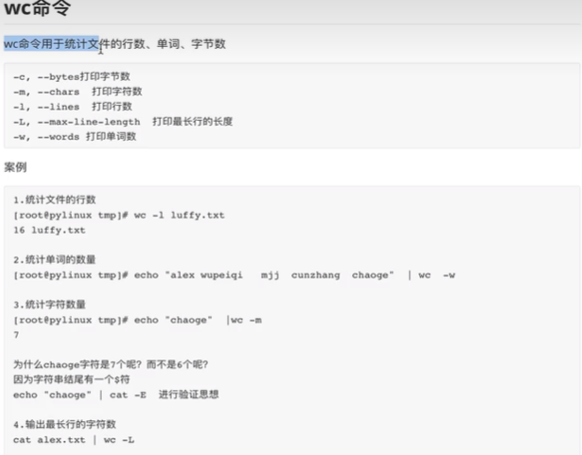 wc命令
wc命令用于统计文件的行数、单词、字节数
-c, --bytes打印字节数
-m, --chars  打印字符数
-l, --lines  打印行数
-L, --max-line-length  打印最长行的长度
-w, --words 打印单词数
案例
1.统计文件的行数
[root@pylinux tmp]# wc -l luffy.txt
16 luffy.txt
2.统计单词的数量
[root@pylinux tmp]# echo "alex wupeiqi   mjj  cunzhang  chaoge"  | wc  -w
3.统计字符数量
[root@pylinux tmp]# echo "chaoge"  |wc -m
7
为什么chaoge字符是7个呢？而不是6个呢？
因为字符串结尾有一个$符
echo "chaoge" | cat -E  进行验证思想
4.输出最长行的字符数
cat alex.txt | wc -L